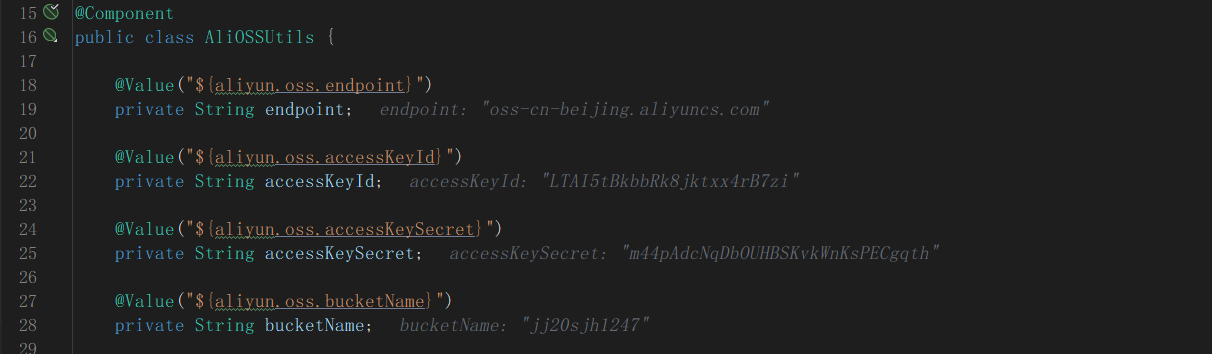 15 @Component
16 public class AliOSSUtils {
17
18 @Value("${aliyun.oss.endpoint}")
19 private String endpoint; endpoint: "oss-cn-beijing.aliyuncs.com"
20
21 @Value("${aliyun.oss.accessKeyId}")
22 private String accessKeyId; accessKeyId: "LTAI5tBkbbRk8jktxx4rB7zi"
23
24 @Value("${aliyun.oss.accessKeySecret}")
25 private String accessKeySecret; accessKeySecret: "m44pAdcNqDbOUHBSKvkWnKsPECgqth"
26
27 @Value("${aliyun.oss.bucketName}")
28 private String bucketName; bucketName: "jj20sjh1247"
29